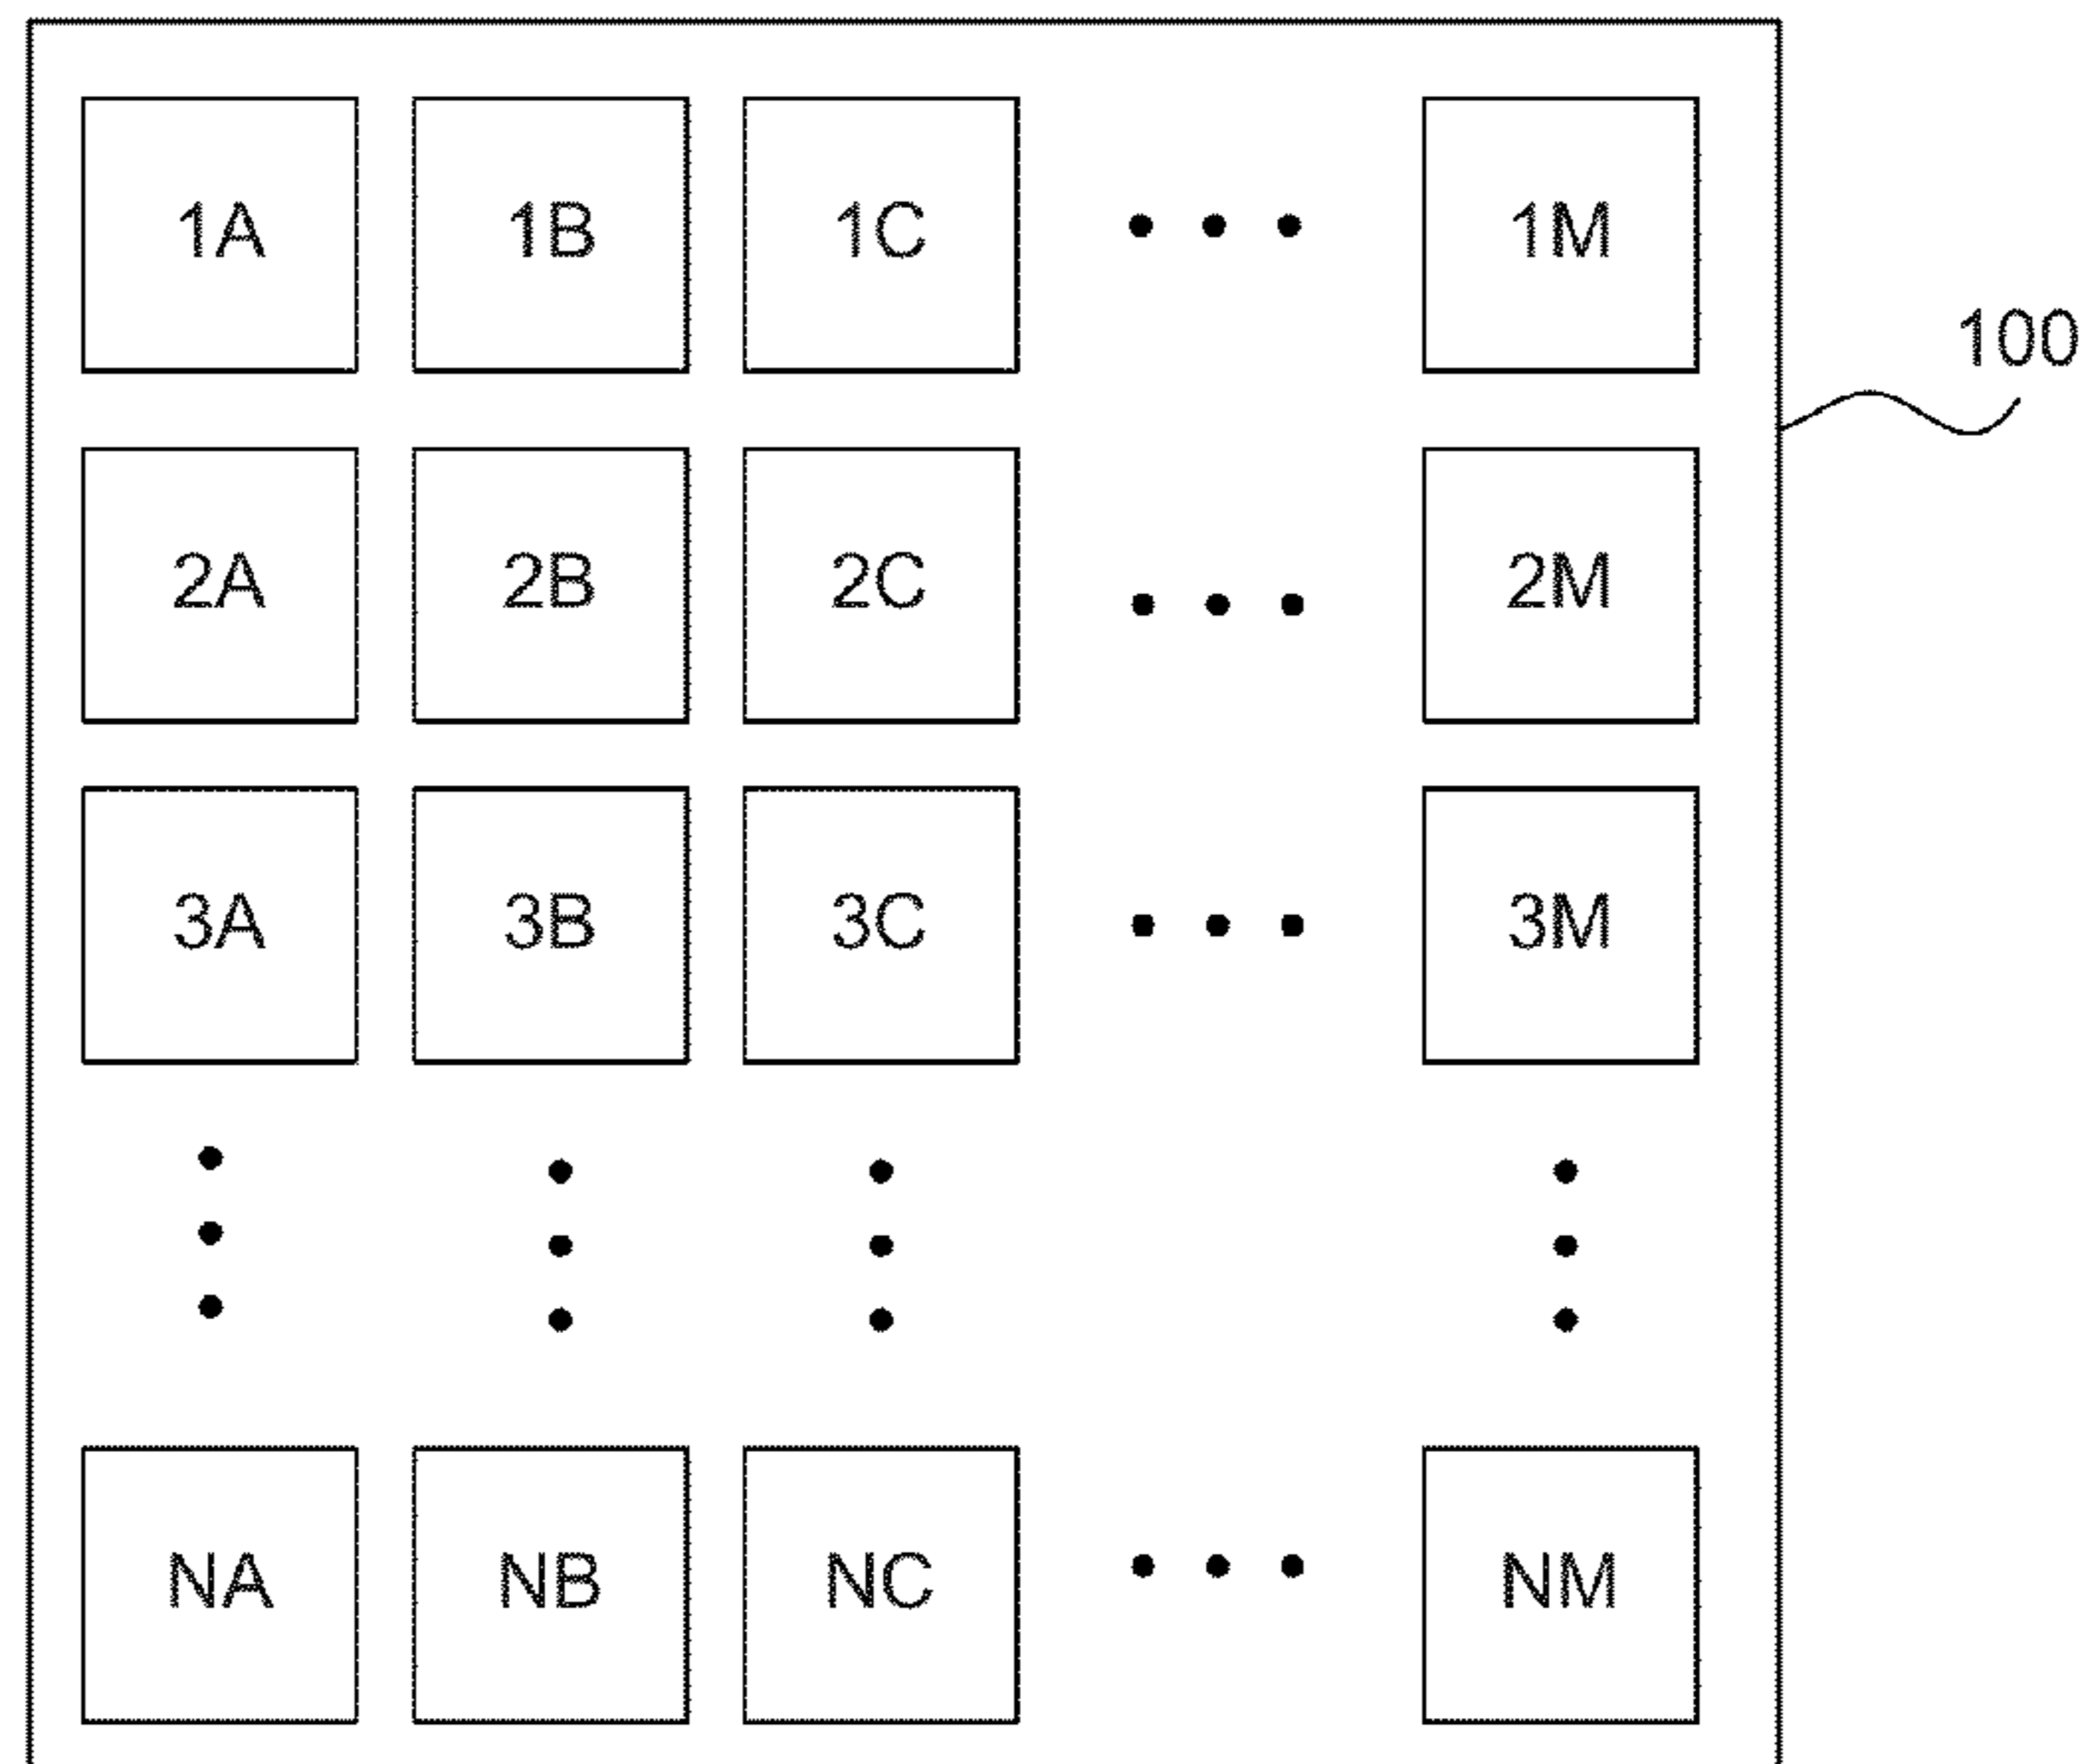 1A 1B 1C • • • 1M
100
2A 2B 2C • • • 2M
3A 3B 3C • • • 3M
NA NB NC • • • NM